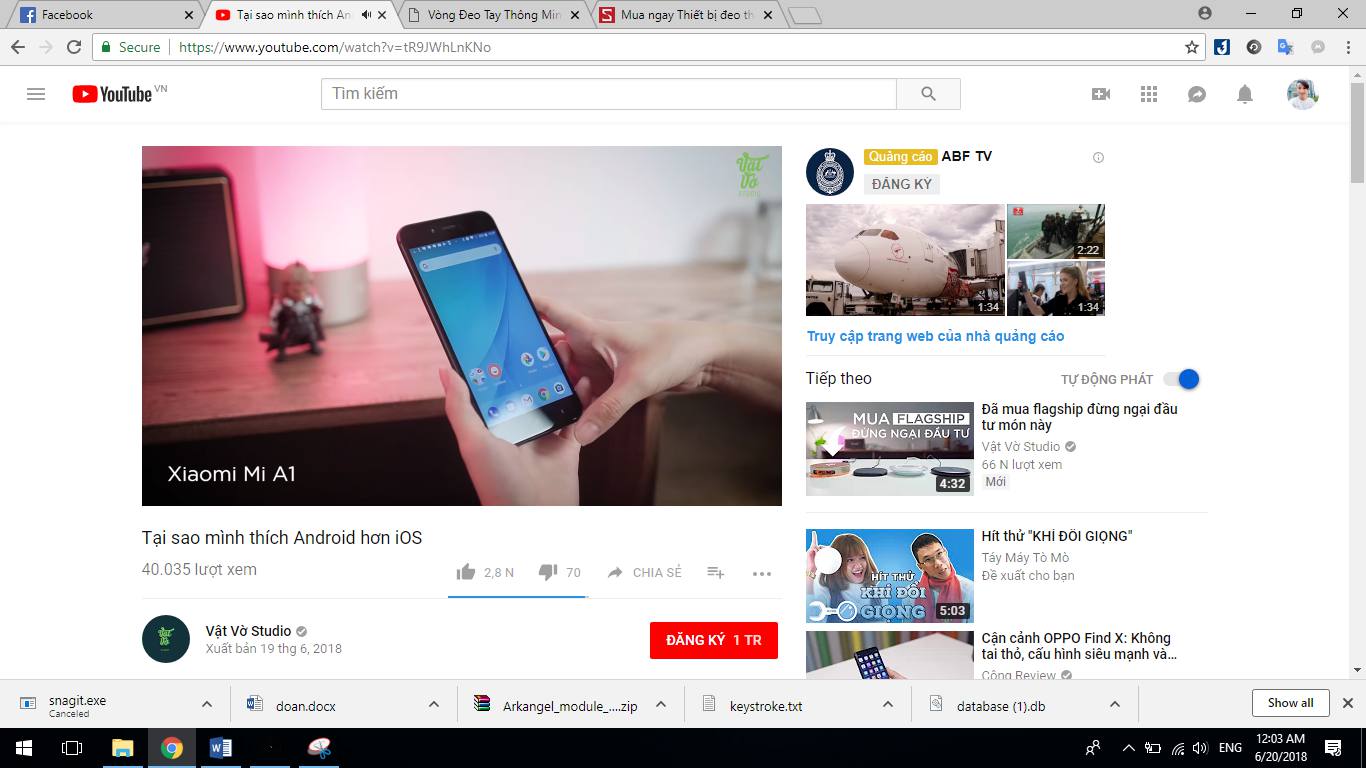 Facebook
Tại sao mình thích An
Vòng Đeo Tay Thông Min
Mua ngay Thiết bị đeo th
Secure
https://www.youtube.com/watch?v=tR9JWhLnKNo
YouTube VN
Tìm kiếm
Vật
Vờ
STUDIO
Xiaomi Mi A1
Tại sao mình thích Android hơn iOS
40.035 lượt xem
2,8 N
70
CHIA SẺ
Vật Vờ Studio
Xuất bản 19 thg 6, 2018
ĐĂNG KÝ 1 TR
Quảng cáo ABF TV
ĐĂNG KÝ
1:34
2:22
1:34
Truy cập trang web của nhà quảng cáo
Tiếp theo
TỰ ĐỘNG PHÁT
MUA FLAGSHIP
ĐỪNG NGẠI ĐẦU TƯ
4:32
Đã mua flagship đừng ngại đầu
tư món này
Vật Vờ Studio
66 N lượt xem
Mới
HÍT THỬ
KHÍ ĐỔI
GIỌNG
5:03
Hít thử "KHÍ ĐỔI GIỌNG"
Táy Máy Tò Mò
Đề xuất cho bạn
Cận cảnh OPPO Find X: Không
tai thỏ, cấu hình siêu mạnh và...
Công Review
snagit.exe
Canceled
doan.docx
Arkangel_module_....zip
keystroke.txt
database (1).db
Show all
ENG
12:03 AM
6/20/2018